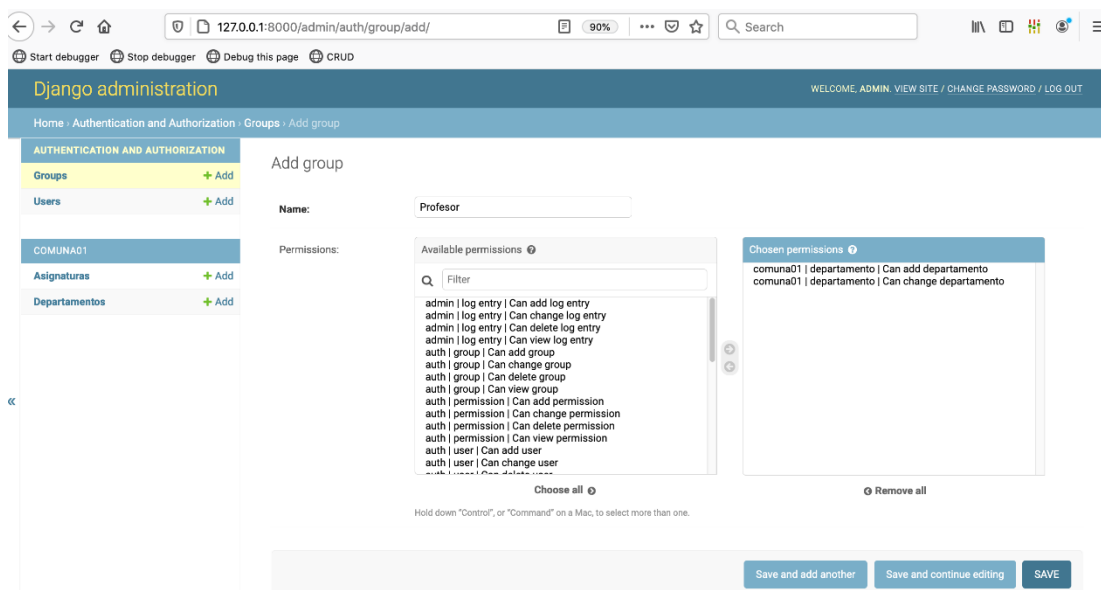 127.0.0.1:8000/admin/auth/group/add/
90%
Search
Start debugger
Stop debugger
Debug this page
CRUD
Django administration
WELCOME, ADMIN. VIEW SITE / CHANGE PASSWORD / LOG OUT
Home › Authentication and Authorization › Groups › Add group
AUTHENTICATION AND AUTHORIZATION
Groups
+ Add
Users
+ Add
COMUNA01
Asignaturas
+ Add
Departamentos
+ Add
«
Add group
Name:
Profesor
Permissions:
Available permissions ?
Filter
admin | log entry | Can add log entry
admin | log entry | Can change log entry
admin | log entry | Can delete log entry
admin | log entry | Can view log entry
auth | group | Can add group
auth | group | Can change group
auth | group | Can delete group
auth | group | Can view group
auth | permission | Can add permission
auth | permission | Can change permission
auth | permission | Can delete permission
auth | permission | Can view permission
auth | user | Can add user
auth | user | Can change user
auth | user | Can delete user
Choose all
Hold down "Control", or "Command" on a Mac, to select more than one.
Chosen permissions ?
comuna01 | departamento | Can add departamento
comuna01 | departamento | Can change departamento
Remove all
Save and add another
Save and continue editing
SAVE